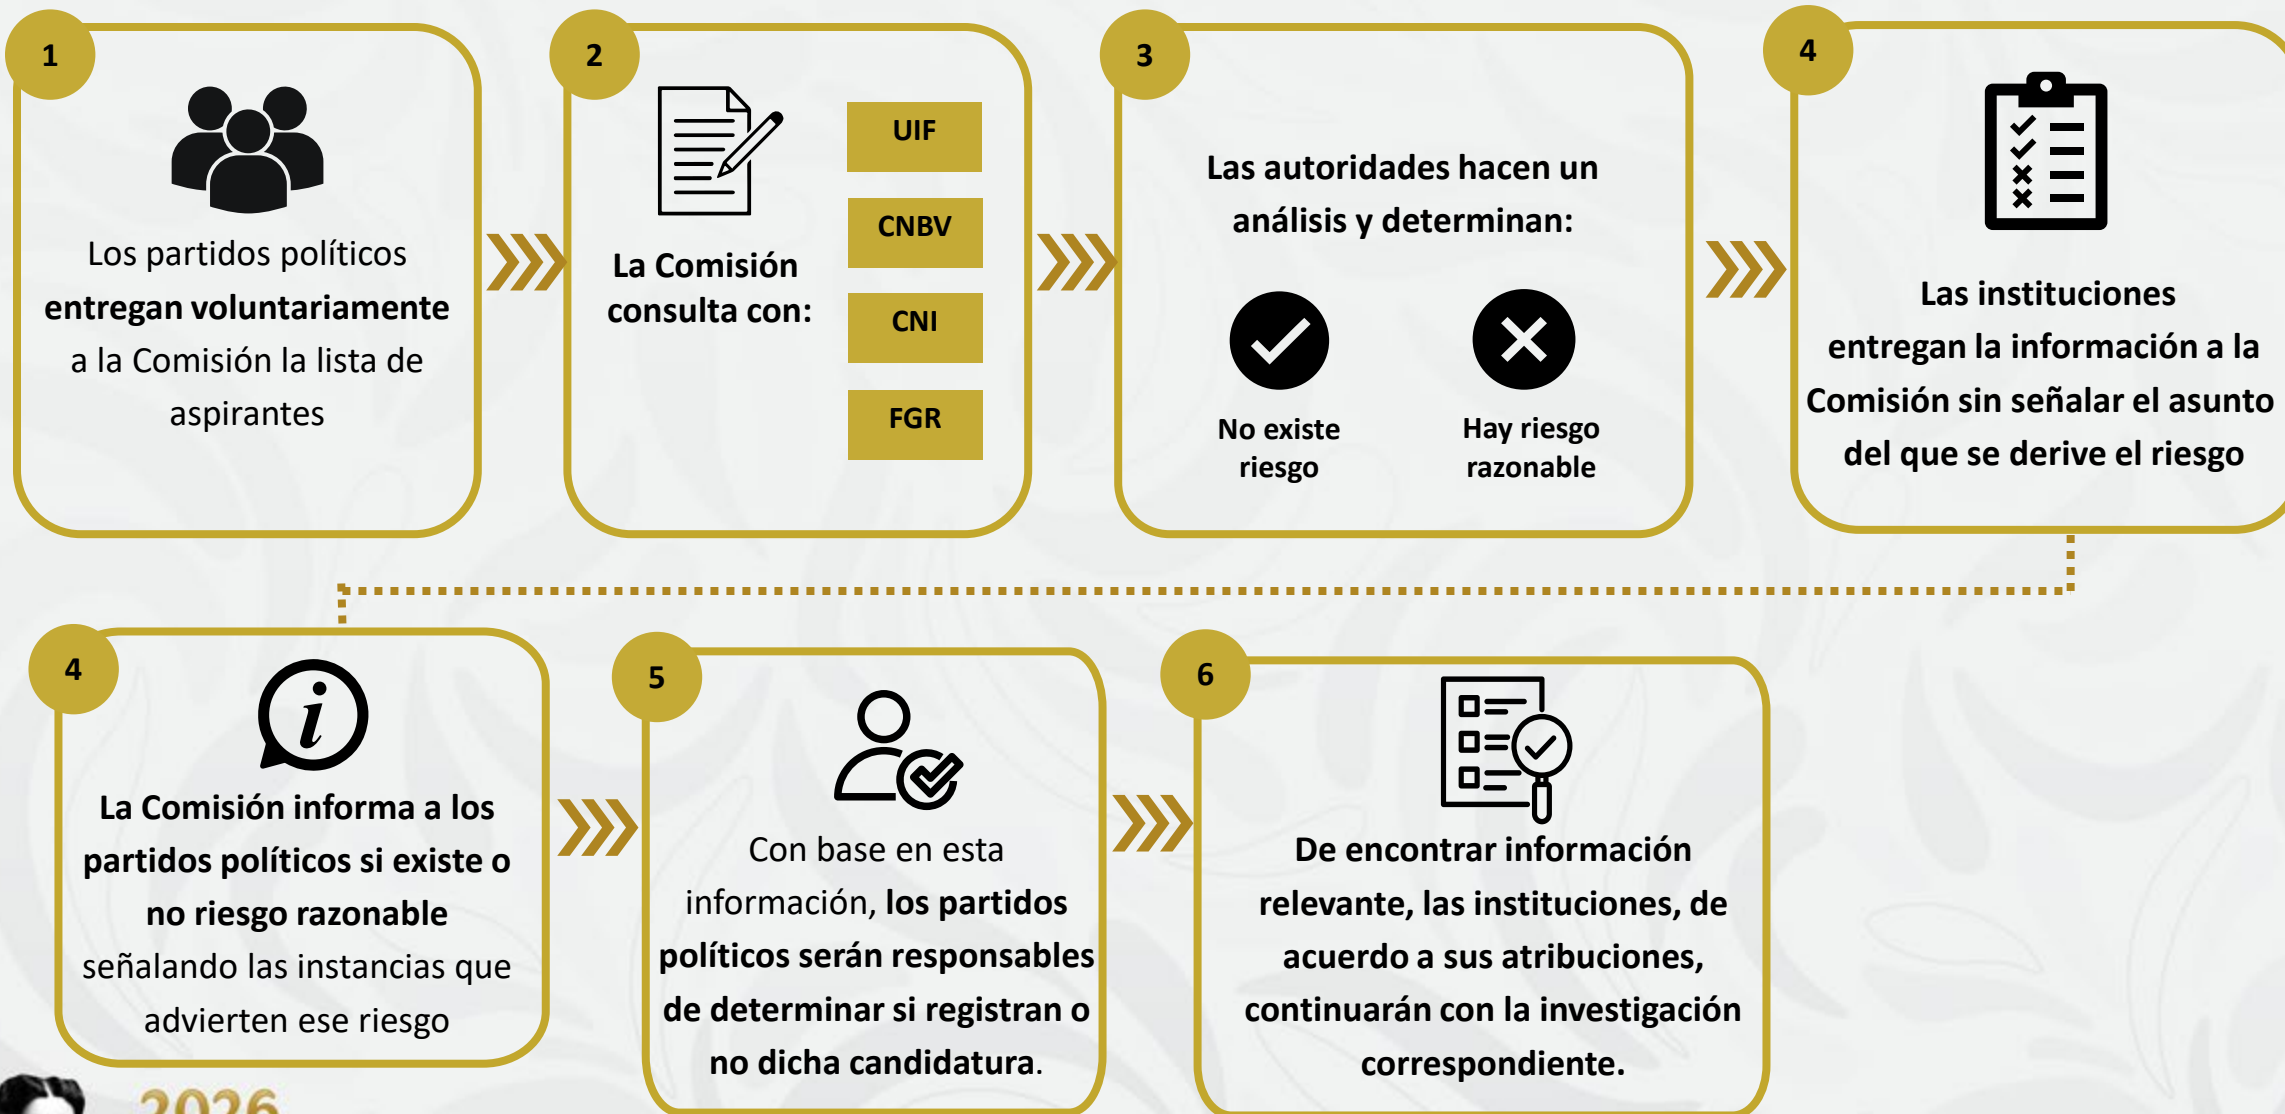 1
Los partidos políticos
entregan voluntariamente
a la Comisión la lista de
aspirantes
2
La Comisión
consulta con:
UIF
CNBV
CNI
FGR
3
Las autoridades hacen un
análisis y determinan:
No existe
riesgo
Hay riesgo
razonable
4
Las instituciones
entregan la información a la
Comisión sin señalar el asunto
del que se derive el riesgo
4
La Comisión informa a los
partidos políticos si existe o
no riesgo razonable
señalando las instancias que
advierten ese riesgo
5
Con base en esta
información, los partidos
políticos serán responsables
de determinar si registran o
no dicha candidatura.
6
De encontrar información
relevante, las instituciones, de
acuerdo a sus atribuciones,
continuarán con la investigación
correspondiente.
2026